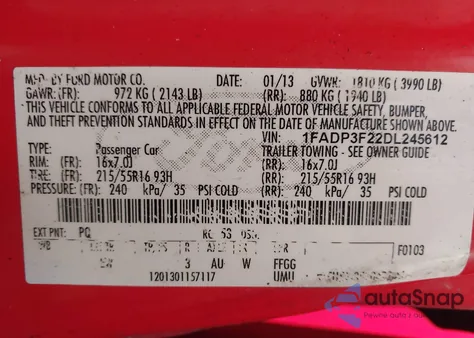 MFD. BY FORD MOTOR CO. DATE: 01/13 GVWR: 1810 KG ( 3990 LB)
GAWR: (FR): 972 KG ( 2143 LB) (RR): 880 KG ( 1940 LB)
THIS VEHICLE CONFORMS TO ALL APPLICABLE FEDERAL MOTOR VEHICLE SAFETY, BUMPER,
AND THEFT PREVENTION STANDARDS IN EFFECT ON THE DATE OF MANUFACTURE SHOWN ABOVE.
VIN: 1FADP3F22DL245612
TYPE: Passenger Car TRAILER TOWING - SEE OWNER GUIDE
RIM: (FR) 16x7.0J (RR): 16x7.0J
TIRE: (FR) 215/55R16 93H (RR): 215/55R16 93H
PRESSURE: (FR) 240 kPa/ 35 PSI COLD (RR): 240 kPa/ 35 PSI COLD
EXT PNT: PQ RC: 53 DSO:
WB F0103
3 AU W FFGG
1201301157117 UMU
autaSnap